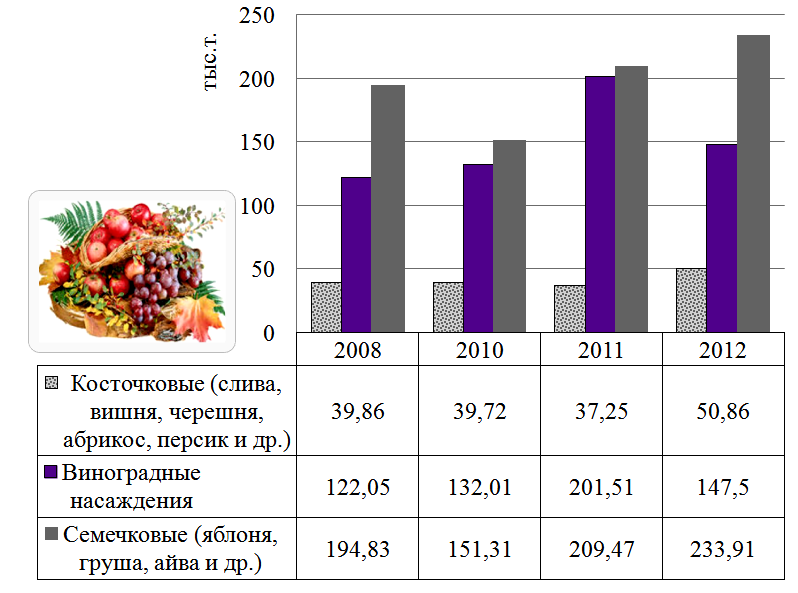 тыс.т.
250
200
150
100
50
0
2008 2010 2011 2012
Косточковые (слива,
вишня, черешня,
абрикос, персик и др.)
39,86 39,72 37,25 50,86
Виноградные
насаждения
122,05 132,01 201,51 147,5
Семечковые (яблоня,
груша, айва и др.)
194,83 151,31 209,47 233,91